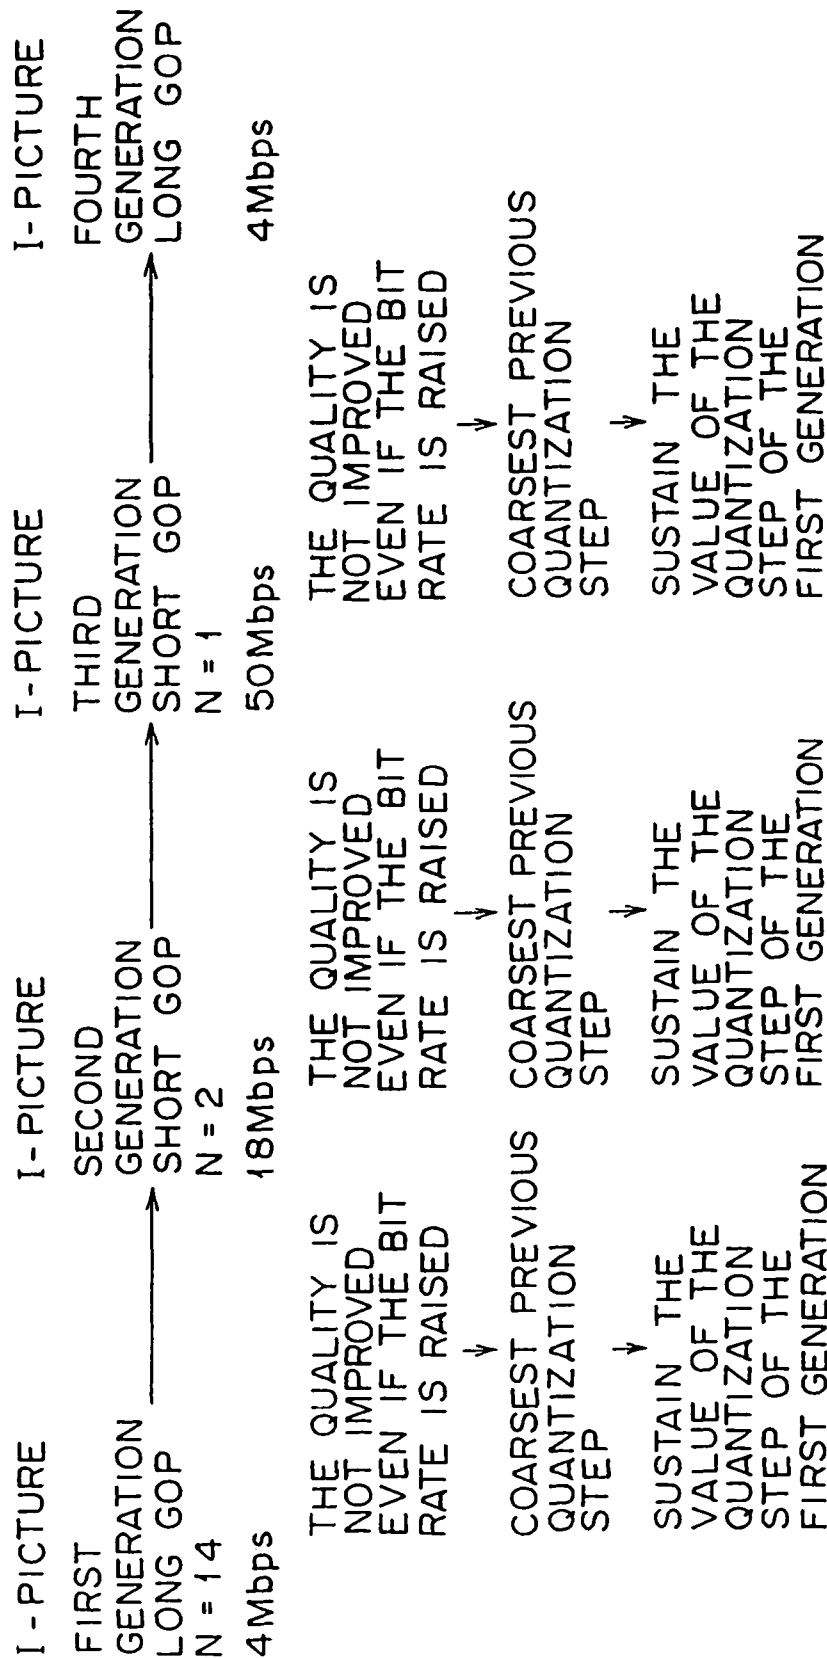 I-PICTURE
FIRST
GENERATION
LONG GOP
N = 14
4Mbps
I-PICTURE
SECOND
GENERATION
SHORT GOP
N = 2
18Mbps
I-PICTURE
THIRD
GENERATION
SHORT GOP
N = 1
50Mbps
I-PICTURE
FOURTH
GENERATION
LONG GOP
4Mbps
THE QUALITY IS
NOT IMPROVED
EVEN IF THE BIT
RATE IS RAISED
COARSEST PREVIOUS
QUANTIZATION
STEP
SUSTAIN THE
VALUE OF THE
QUANTIZATION
STEP OF THE
FIRST GENERATION
THE QUALITY IS
NOT IMPROVED
EVEN IF THE BIT
RATE IS RAISED
COARSEST PREVIOUS
QUANTIZATION
STEP
SUSTAIN THE
VALUE OF THE
QUANTIZATION
STEP OF THE
FIRST GENERATION
THE QUALITY IS
NOT IMPROVED
EVEN IF THE BIT
RATE IS RAISED
COARSEST PREVIOUS
QUANTIZATION
STEP
SUSTAIN THE
VALUE OF THE
QUANTIZATION
STEP OF THE
FIRST GENERATION